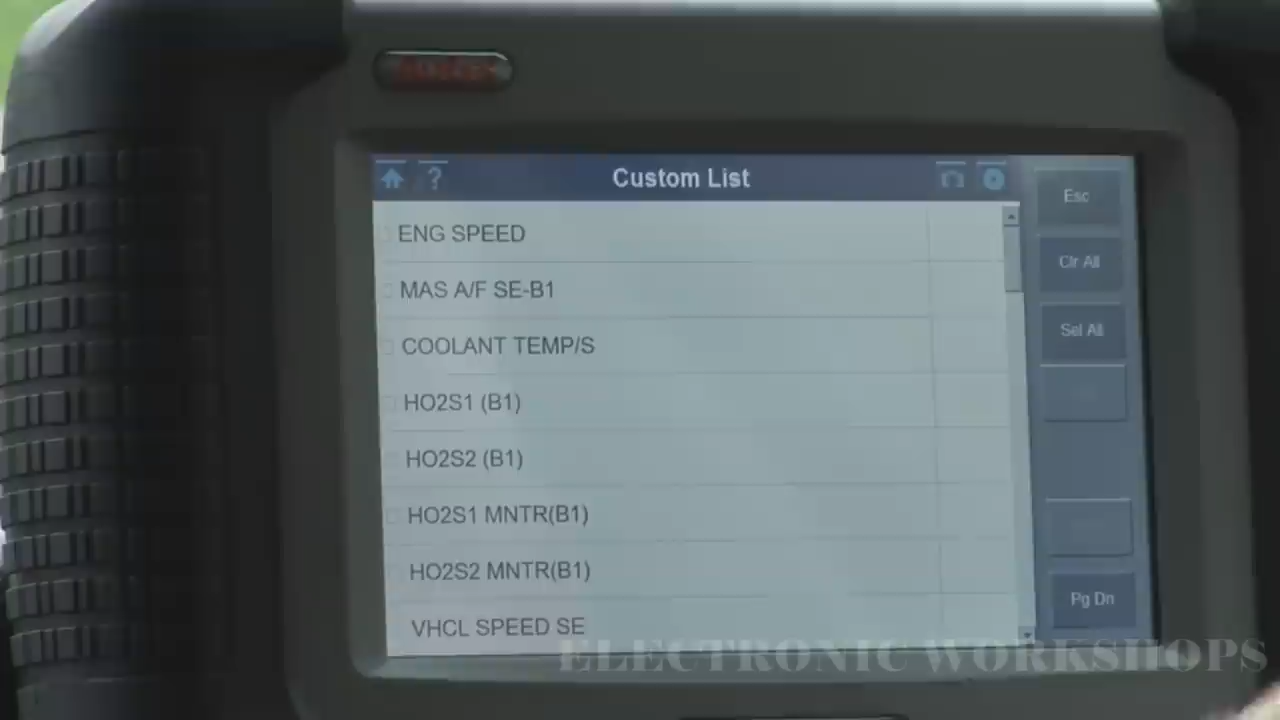 ?
Custom List
Esc
ENG SPEED
MAS A/F SE-B1
Clr All
COOLANT TEMP/S
Sel All
HO2S1 (B1)
HO2S2 (B1)
HO2S1 MNTR(B1)
HO2S2 MNTR(B1)
Pg Dn
VHCL SPEED SE
ELECTRONIC WORKSHOPS